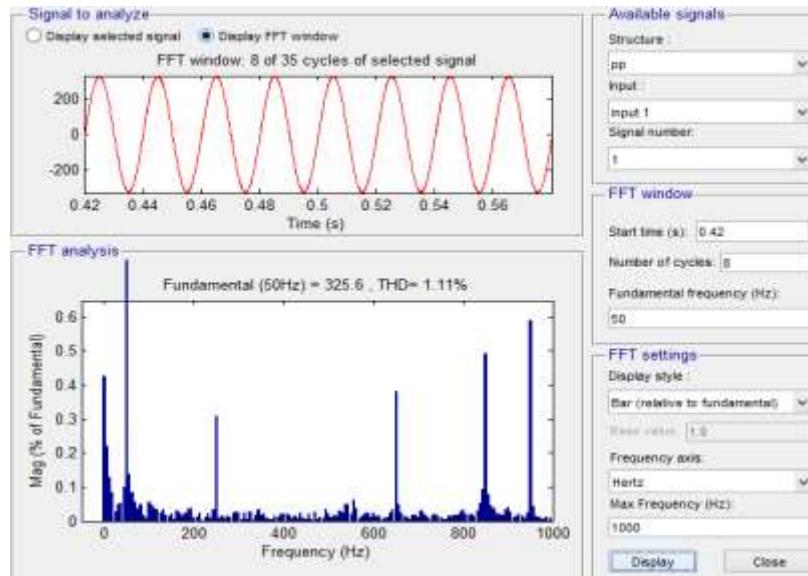 Signal to analyze
Display selected signal
Display FFT window
FFT window: 8 of 35 cycles of selected signal
200
0
-200
0.42 0.44 0.46 0.48 0.5 0.52 0.54 0.56
Time (s)
FFT analysis
Fundamental (50Hz) = 325.6 , THD= 1.11%
0.6
0.5
0.4
0.3
0.2
0.1
0
Mag (% of Fundamental)
0 200 400 600 800 1000
Frequency (Hz)
Available signals
Structure :
pp
Input :
input 1
Signal number:
1
FFT window
Start time (s): 0.42
Number of cycles: 8
Fundamental frequency (Hz):
50
FFT settings
Display style :
Bar (relative to fundamental)
Base value: 1.0
Frequency axis:
Hertz
Max Frequency (Hz):
1000
Display Close